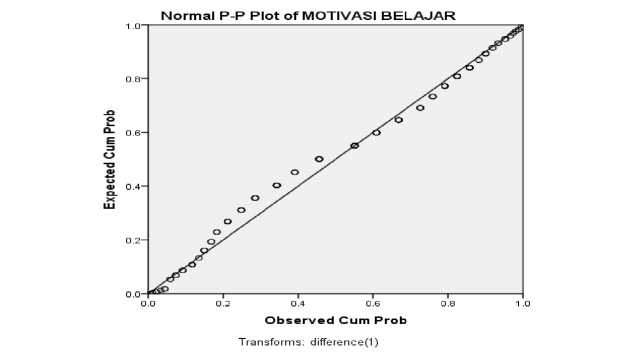 Normal P-P Plot of MOTIVASI BELAJAR
Expected Cum Prob
1.0
0.8
0.6
0.4
0.2
0.0
0.0 0.2 0.4 0.6 0.8 1.0
Observed Cum Prob
Transforms: difference(1)